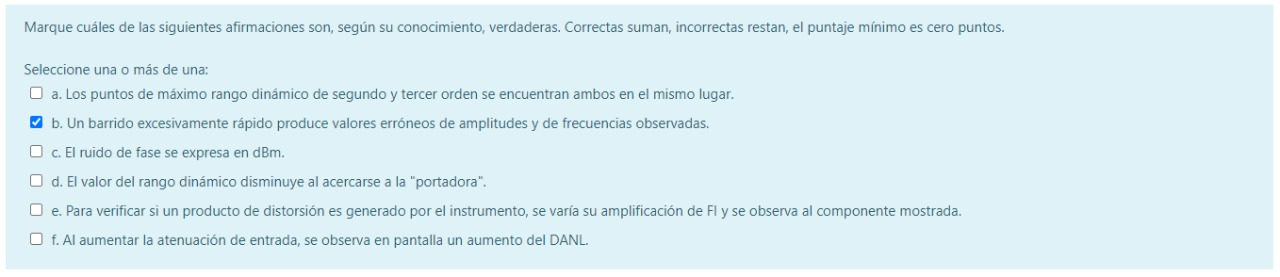 Marque cuáles de las siguientes afirmaciones son, según su conocimiento, verdaderas. Correctas suman, incorrectas restan, el puntaje mínimo es cero puntos.
Seleccione una o más de una:
a. Los puntos de máximo rango dinámico de segundo y tercer orden se encuentran ambos en el mismo lugar.
b. Un barrido excesivamente rápido produce valores erróneos de amplitudes y de frecuencias observadas.
c. El ruido de fase se expresa en dBm.
d. El valor del rango dinámico disminuye al acercarse a la "portadora".
e. Para verificar si un producto de distorsión es generado por el instrumento, se varía su amplificación de FI y se observa al componente mostrada.
f. Al aumentar la atenuación de entrada, se observa en pantalla un aumento del DANL.